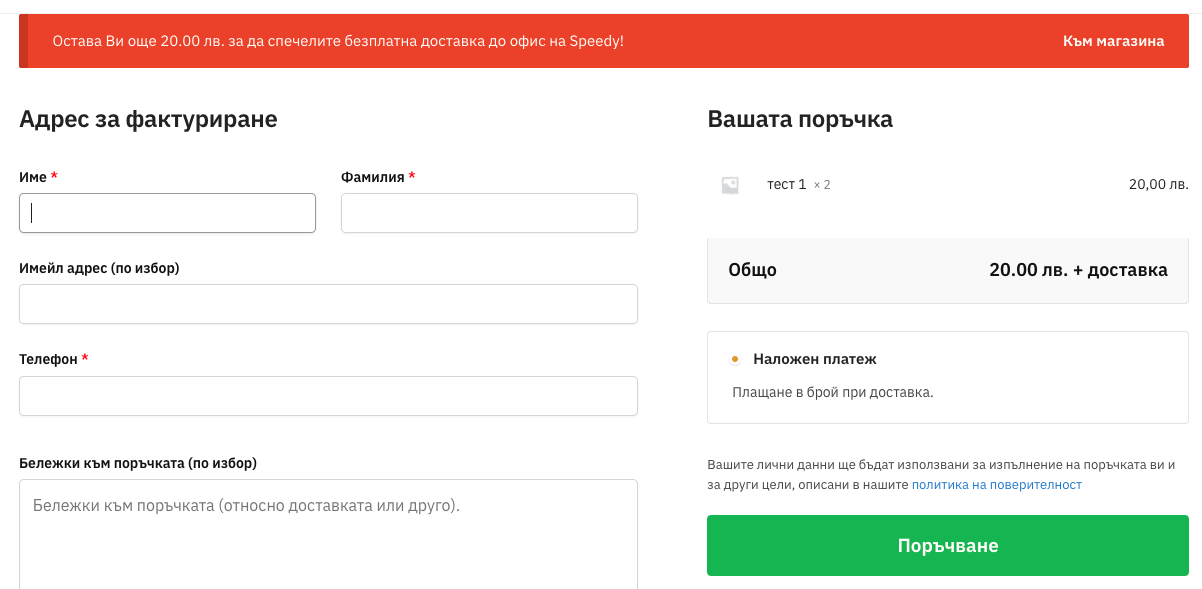 Остава Ви още 20.00 лв. за да спечелите безплатна доставка до офис на Speedy!
Към магазина
Адрес за фактуриране
Име *
Фамилия *
Имейл адрес (по избор)
Телефон *
Бележки към поръчката (по избор)
Бележки към поръчката (относно доставката или друго).
Вашата поръчка
тест 1 × 2
20,00 лв.
Общо
20.00 лв. + доставка
Наложен платеж
Плащане в брой при доставка.
Вашите лични данни ще бъдат използвани за изпълнение на поръчката ви и
за други цели, описани в нашите политика на поверителност
Поръчване